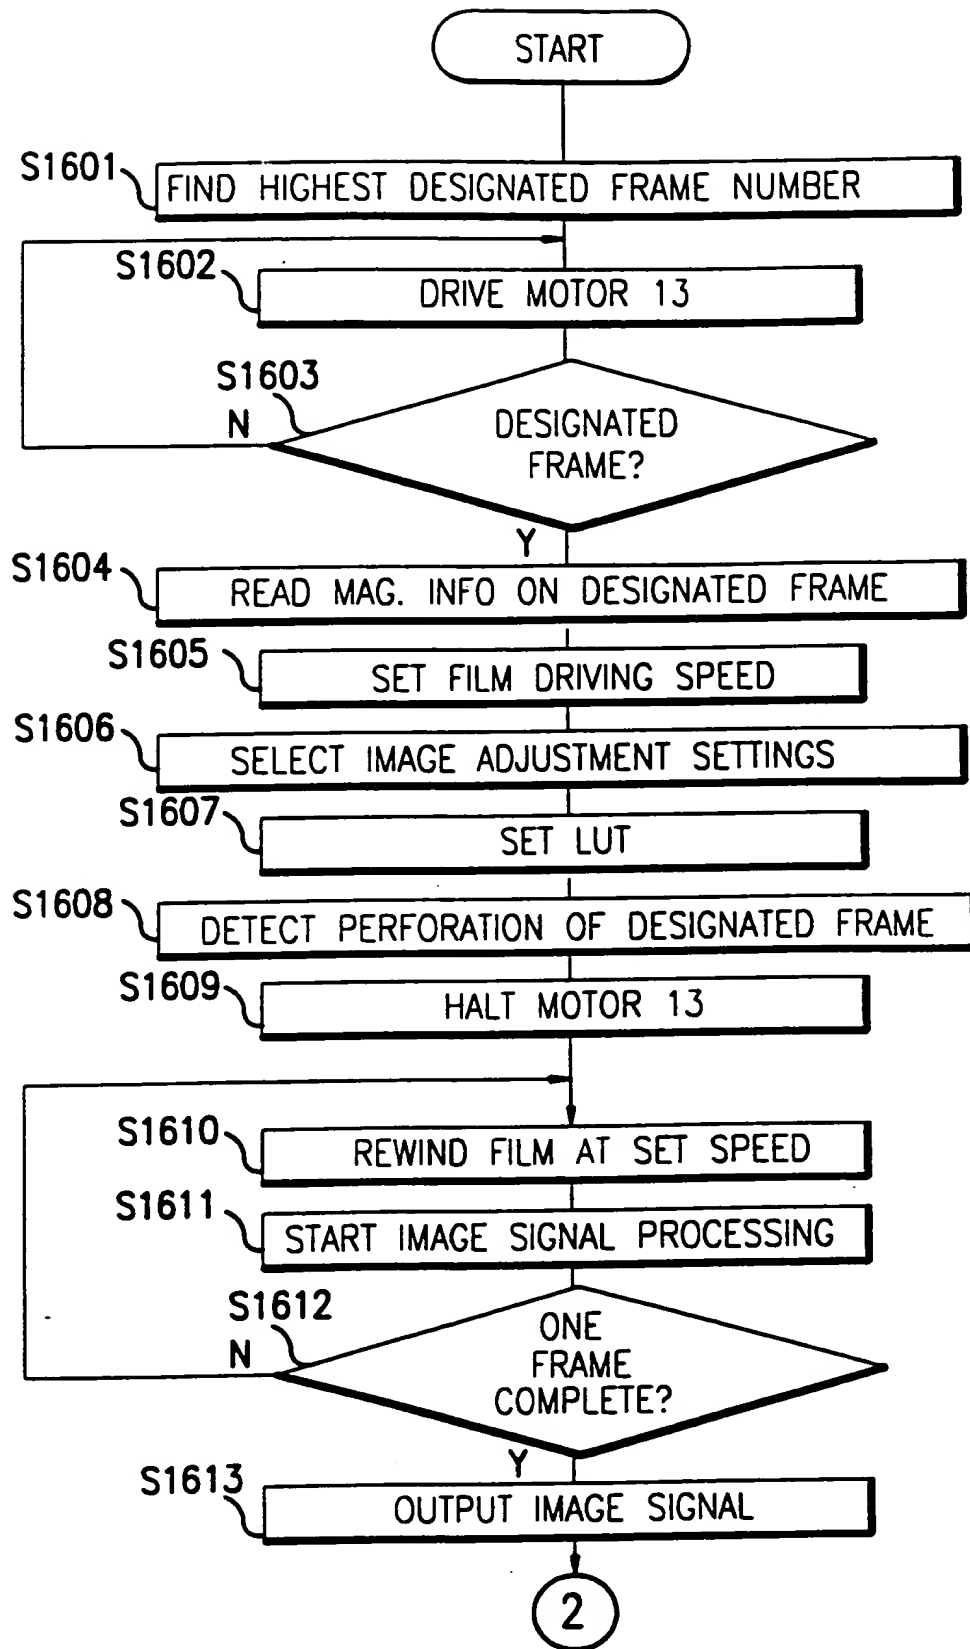 START
S1601
FIND HIGHEST DESIGNATED FRAME NUMBER
S1602
DRIVE MOTOR 13
S1603
N
DESIGNATED
FRAME?
Y
S1604
READ MAG. INFO ON DESIGNATED FRAME
S1605
SET FILM DRIVING SPEED
S1606
SELECT IMAGE ADJUSTMENT SETTINGS
S1607
SET LUT
S1608
DETECT PERFORATION OF DESIGNATED FRAME
S1609
HALT MOTOR 13
S1610
REWIND FILM AT SET SPEED
S1611
START IMAGE SIGNAL PROCESSING
S1612
N
ONE
FRAME
COMPLETE?
Y
S1613
OUTPUT IMAGE SIGNAL
2